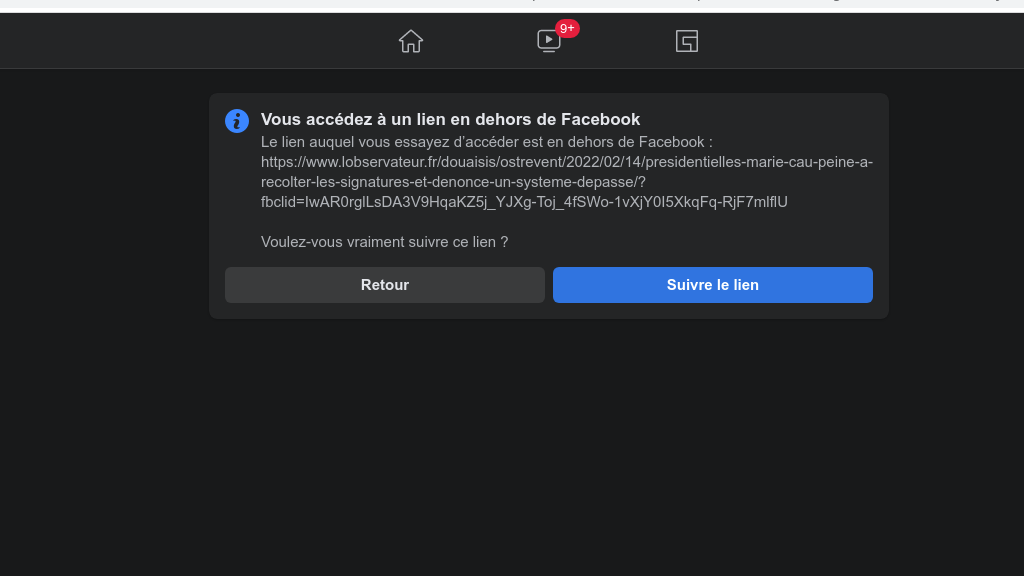 9+
Vous accédez à un lien en dehors de Facebook
Le lien auquel vous essayez d'accéder est en dehors de Facebook :
https://www.lobservateur.fr/douaisis/ostrevent/2022/02/14/presidentielles-marie-cau-peine-a-
recolter-les-signatures-et-denonce-un-systeme-depasse/?
fbclid=IwAR0rglLsDA3V9HqaKZ5j_YJXg-Toj_4fSWo-1vXjY0I5XkqFq-RjF7mlflU
Voulez-vous vraiment suivre ce lien ?
Retour
Suivre le lien